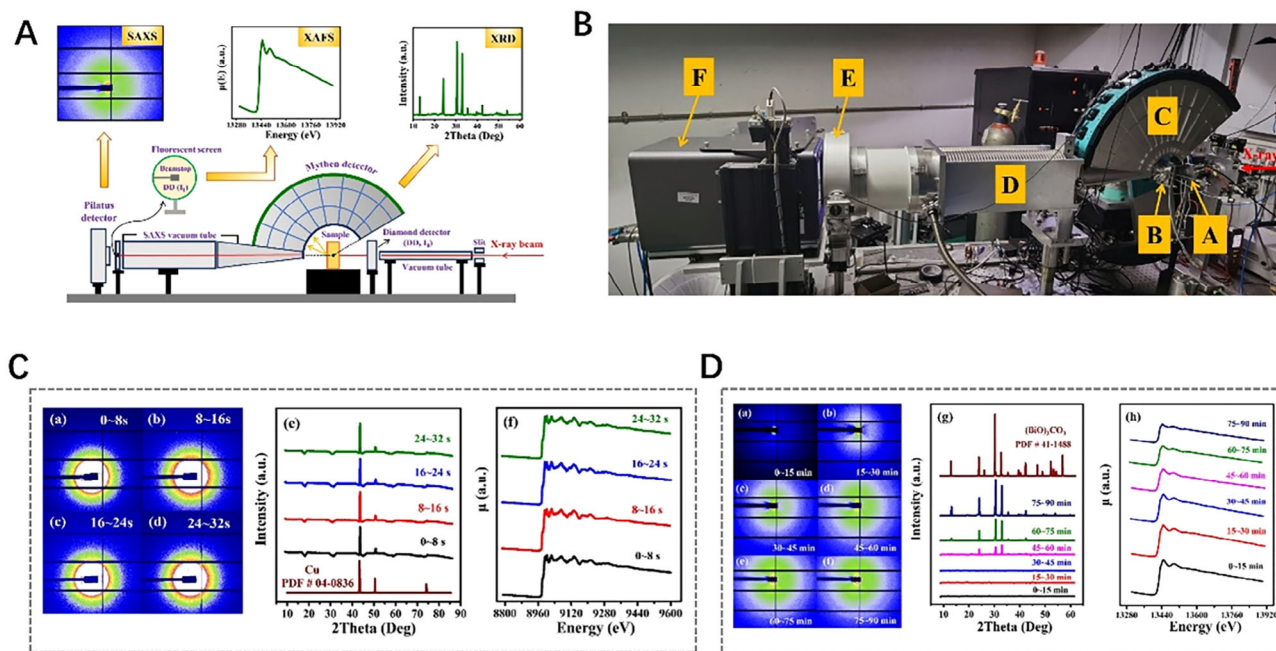 A
SAXS
XAFS
μ(E) (a.u.)
13280 13440 13600 13760 13920
Energy (eV)
XRD
Intensity (a.u.)
10 20 30 40 50 60
2Theta (Deg)
Fluorescent screen
Beamstop
DD (I₁)
Mythen detector
Pilatus
detector
SAXS vacuum tube
Sample
Diamond detector
(DD, I₀)
Slit
X-ray beam
Vacuum tube
B
F
E
C
X-ray
D
B
A
C
(a)
0~8s
(b)
8~16s
(c)
16~24s
(d)
24~32s
(e)
24~32 s
16~24 s
8~16 s
0~8 s
Cu
PDF # 04-0836
Intensity (a.u.)
10 20 30 40 50 60 70 80 90
2Theta (Deg)
(f)
24~32 s
16~24 s
8~16 s
0~8 s
μ (a.u.)
8800 8960 9120 9280 9440 9600
Energy (eV)
D
(a)
0~15 min
(b)
15~30 min
(c)
30~45 min
(d)
45~60 min
(e)
60~75 min
(f)
75~90 min
(g)
(BiO)₂CO₃
PDF # 41-1488
75~90 min
60~75 min
45~60 min
30~45 min
15~30 min
0~15 min
Intensity (a.u.)
10 20 30 40 50 60
2Theta (Deg)
(h)
75~90 min
60~75 min
45~60 min
30~45 min
15~30 min
0~15 min
μ (a.u.)
13280 13440 13600 13760 13920
Energy (eV)